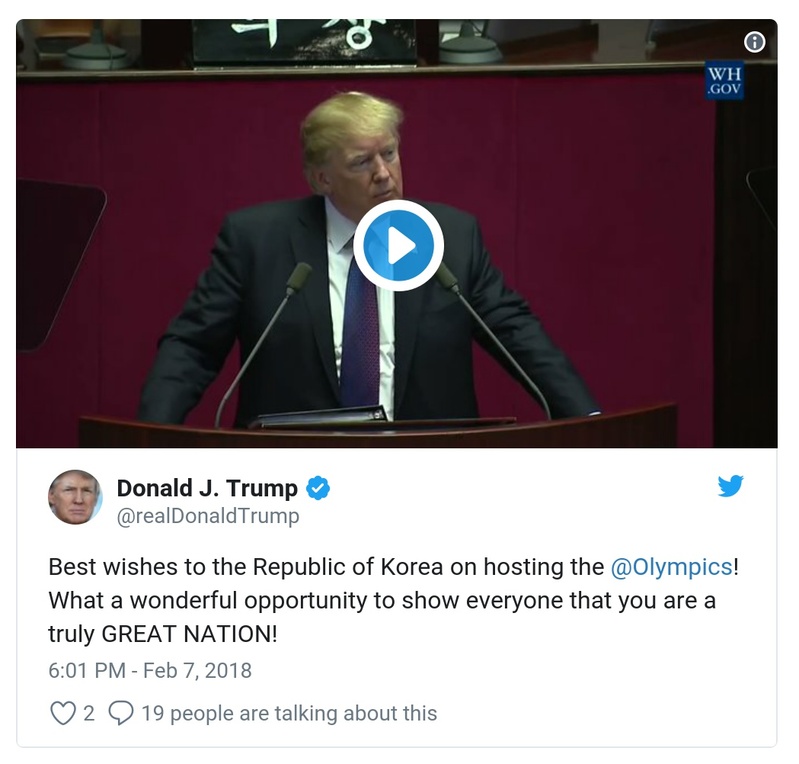 의장
WH
.GOV
Donald J. Trump
@realDonaldTrump
Best wishes to the Republic of Korea on hosting the @Olympics!
What a wonderful opportunity to show everyone that you are a
truly GREAT NATION!
6:01 PM - Feb 7, 2018
2 19 people are talking about this